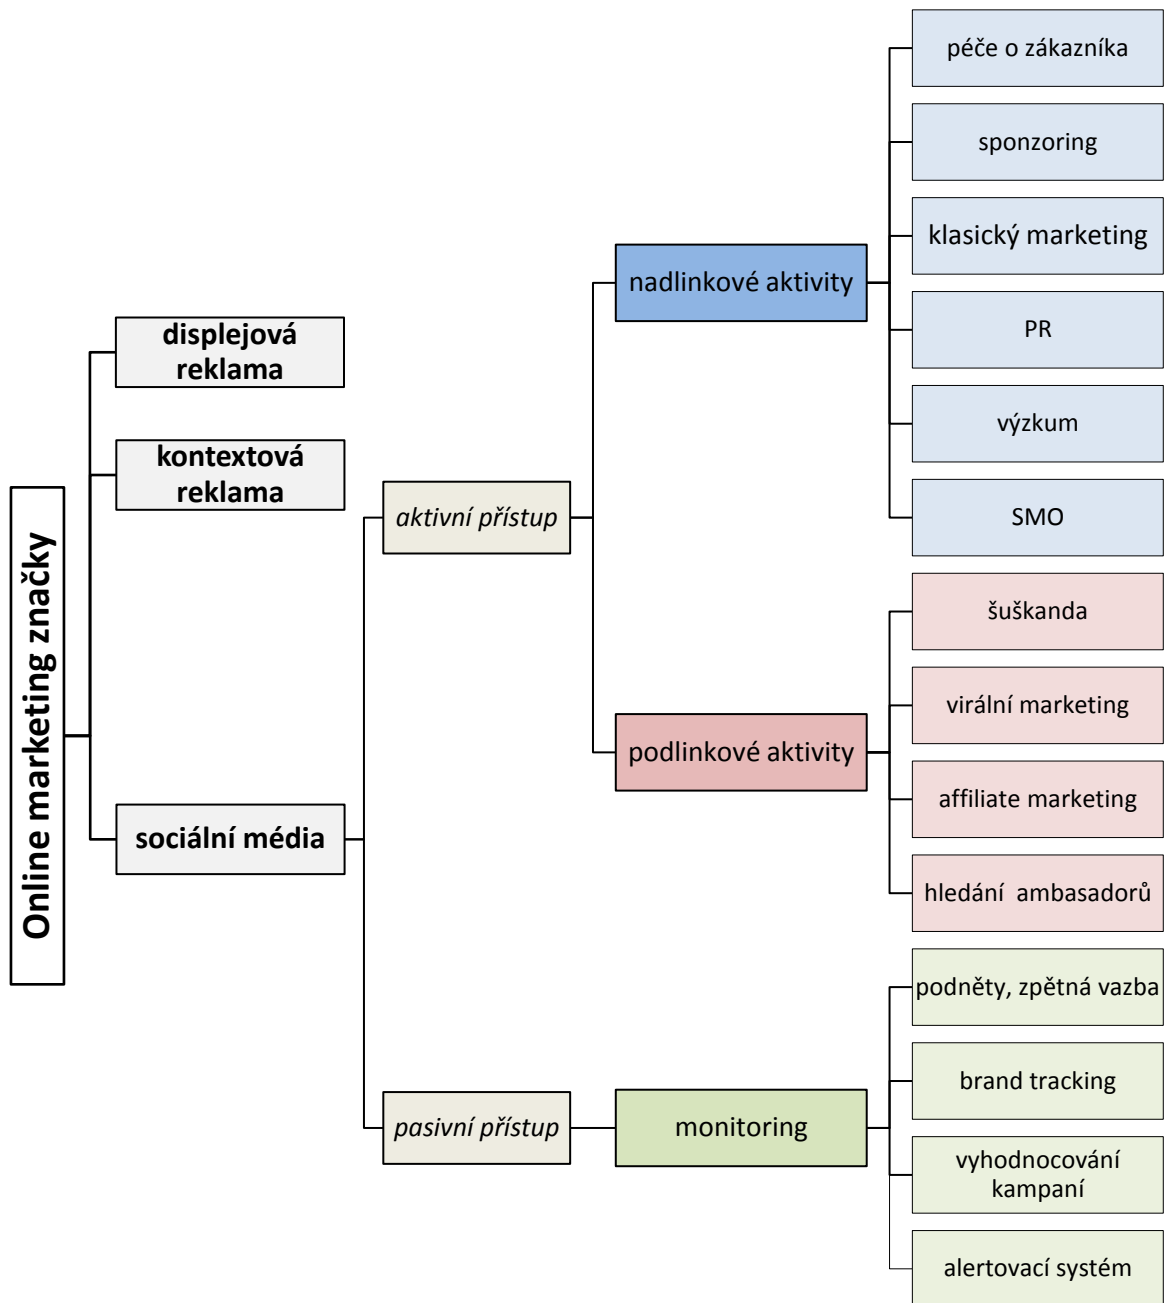 Online marketing značky
displejová
reklama
kontextová
reklama
sociální média
aktivní přístup
pasivní přístup
nadlinkové aktivity
podlinkové aktivity
monitoring
péče o zákazníka
sponzoring
klasický marketing
PR
výzkum
SMO
šuškanda
virální marketing
affiliate marketing
hledání  ambasadorů
podněty, zpětná vazba
brand tracking
vyhodnocování
kampaní
alertovací systém